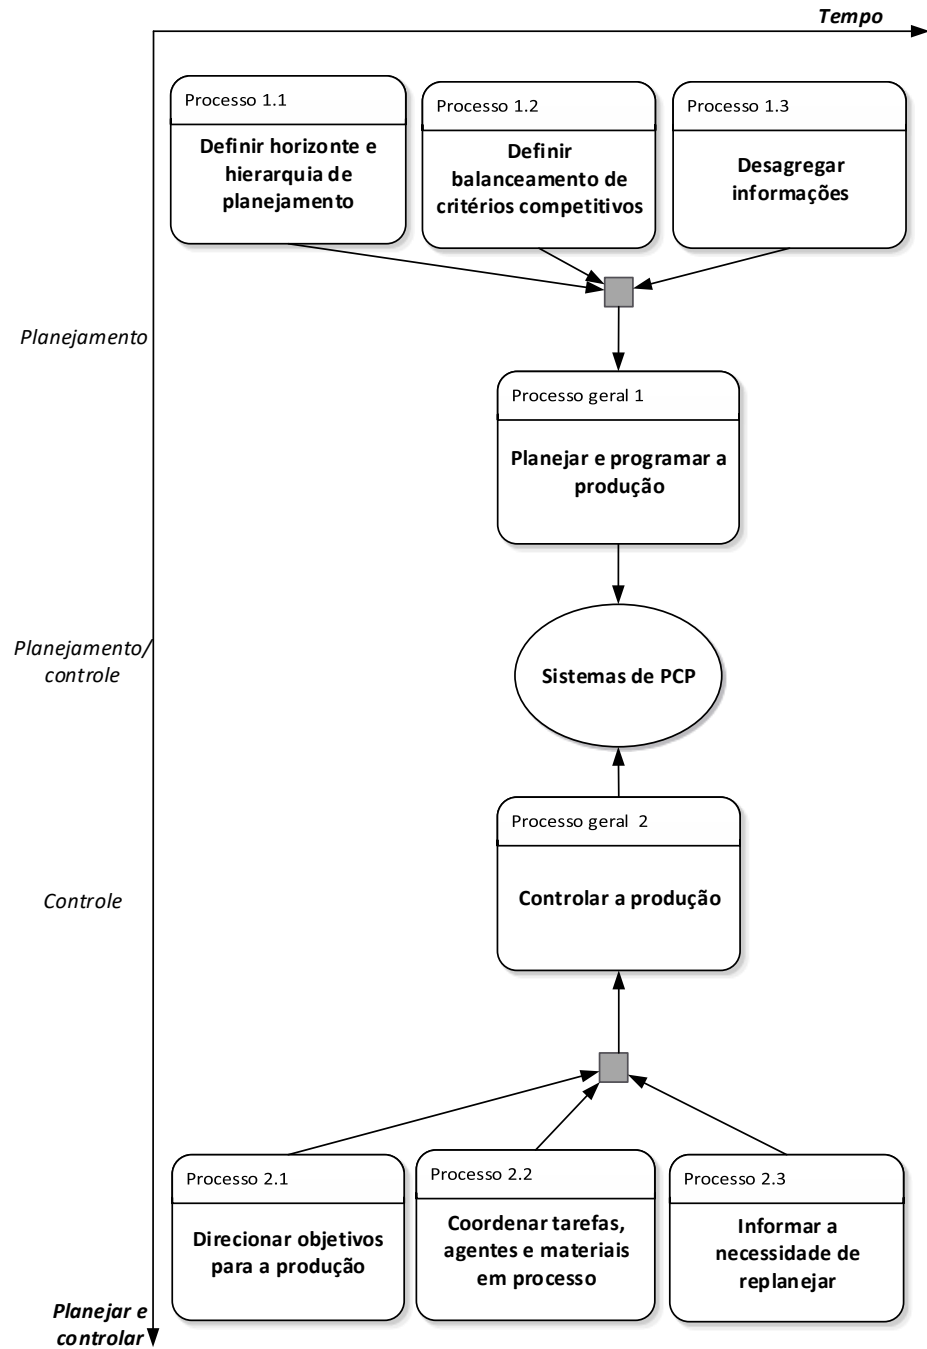 Tempo
Processo 1.1
Definir horizonte e
hierarquia de
planejamento
Processo 1.2
Definir
balanceamento de
critérios competitivos
Processo 1.3
Desagregar
informações
Planejamento
Processo geral 1
Planejar e programar a
produção
Planejamento/
controle
Sistemas de PCP
Controle
Processo geral 2
Controlar a produção
Processo 2.1
Direcionar objetivos
para a produção
Processo 2.2
Coordenar tarefas,
agentes e materiais
em processo
Processo 2.3
Informar a
necessidade de
replanejar
Planejar e
controlar